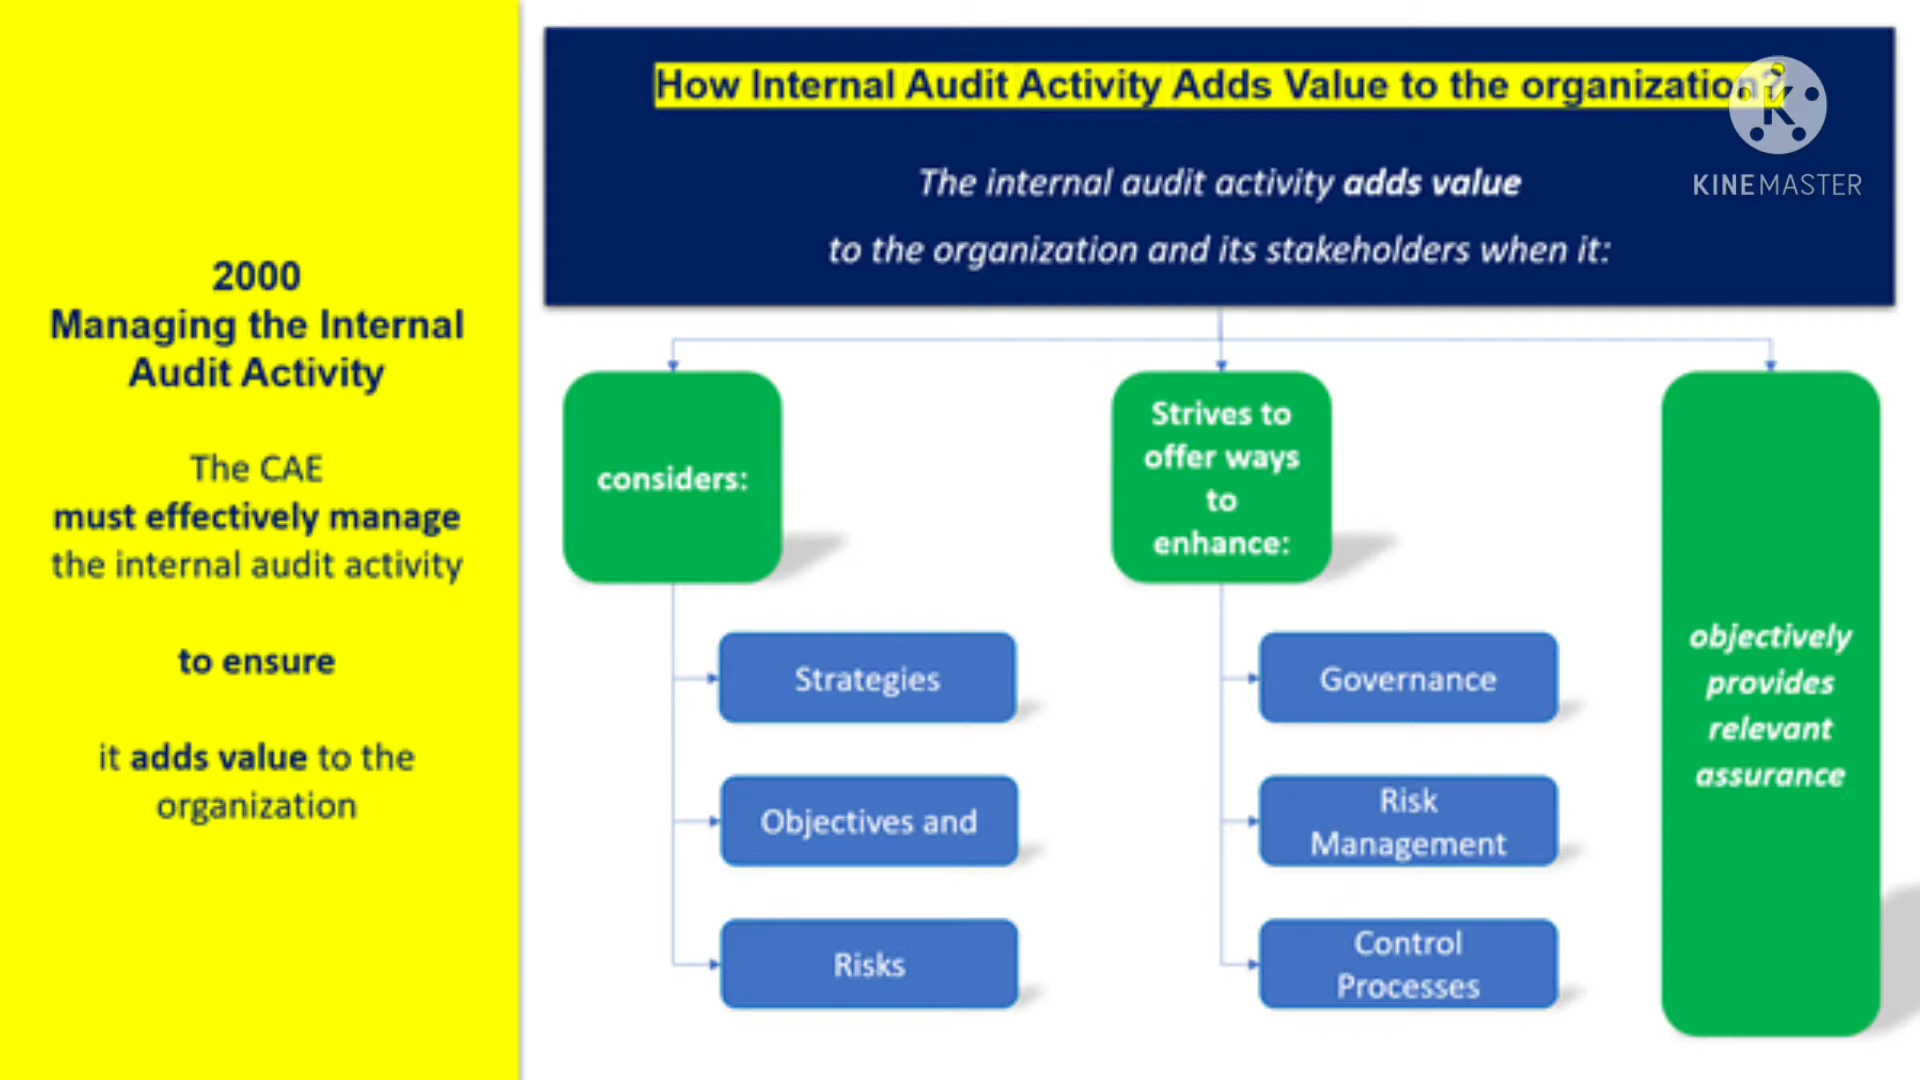 2000
Managing the Internal
Audit Activity
The CAE
must effectively manage
the internal audit activity
to ensure
it adds value to the
organization
How Internal Audit Activity Adds Value to the organization?
The internal audit activity adds value
to the organization and its stakeholders when it:
K
KINEMASTER
considers:
Strategies
Objectives and
Risks
Strives to
offer ways
to
enhance:
Governance
Risk
Management
Control
Processes
objectively
provides
relevant
assurance